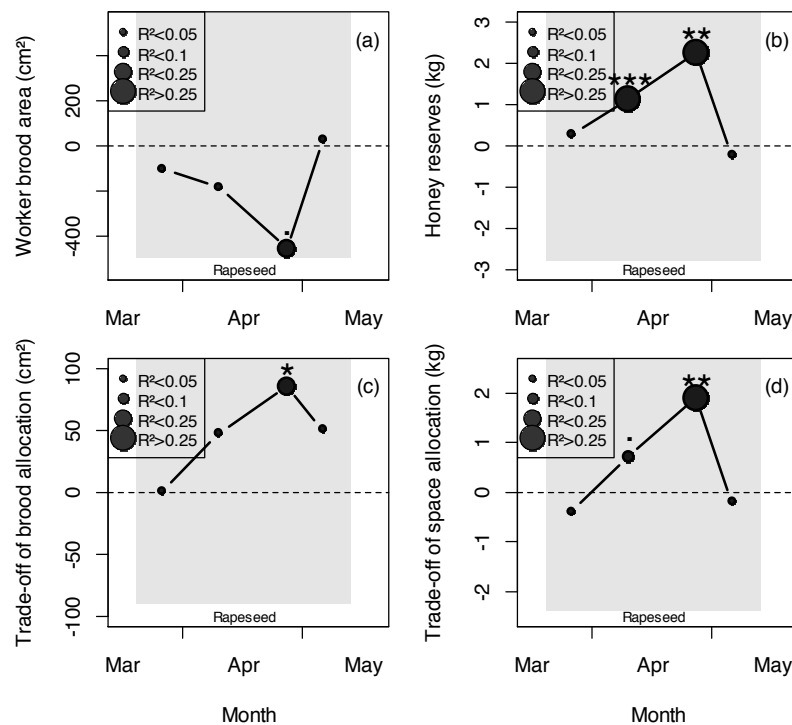 Worker brood area (cm²)
200
0
-400
R²<0.05
R²<0.1
R²<0.25
R²>0.25
(a)
.
Rapeseed
Mar
Apr
May
Honey reserves (kg)
3
2
1
0
-1
-2
-3
R²<0.05
R²<0.1
R²<0.25
R²>0.25
(b)
***
**
Rapeseed
Mar
Apr
May
Trade-off of brood allocation (cm²)
100
50
0
-50
-100
R²<0.05
R²<0.1
R²<0.25
R²>0.25
(c)
*
Rapeseed
Mar
Apr
May
Month
Trade-off of space allocation (kg)
2
1
0
-1
-2
R²<0.05
R²<0.1
R²<0.25
R²>0.25
(d)
.
**
Rapeseed
Mar
Apr
May
Month